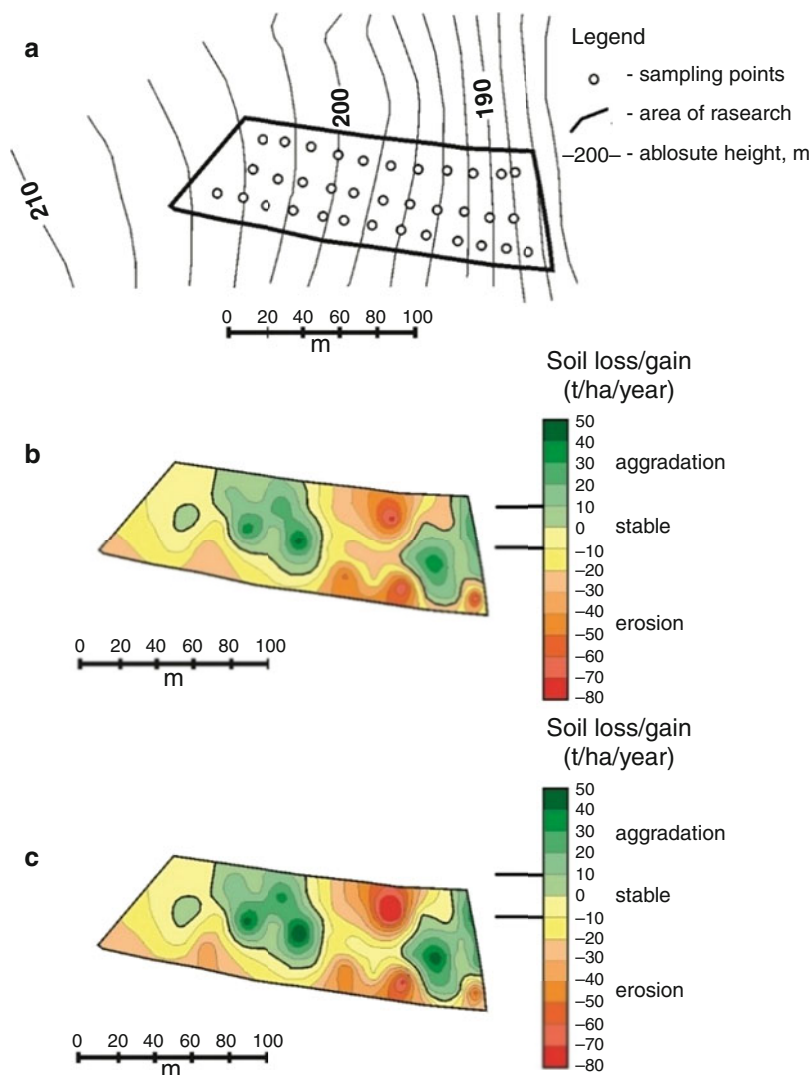 a
Legend
- sampling points
- area of rasearch
–200– - ablosute height, m
210
200
190
0 20 40 60 80 100
m
b
Soil loss/gain
(t/ha/year)
50
40
30
20
10
0
–10
–20
–30
–40
–50
–60
–70
–80
aggradation
stable
erosion
0 20 40 60 80 100
m
c
Soil loss/gain
(t/ha/year)
50
40
30
20
10
0
–10
–20
–30
–40
–50
–60
–70
–80
aggradation
stable
erosion
0 20 40 60 80 100
m